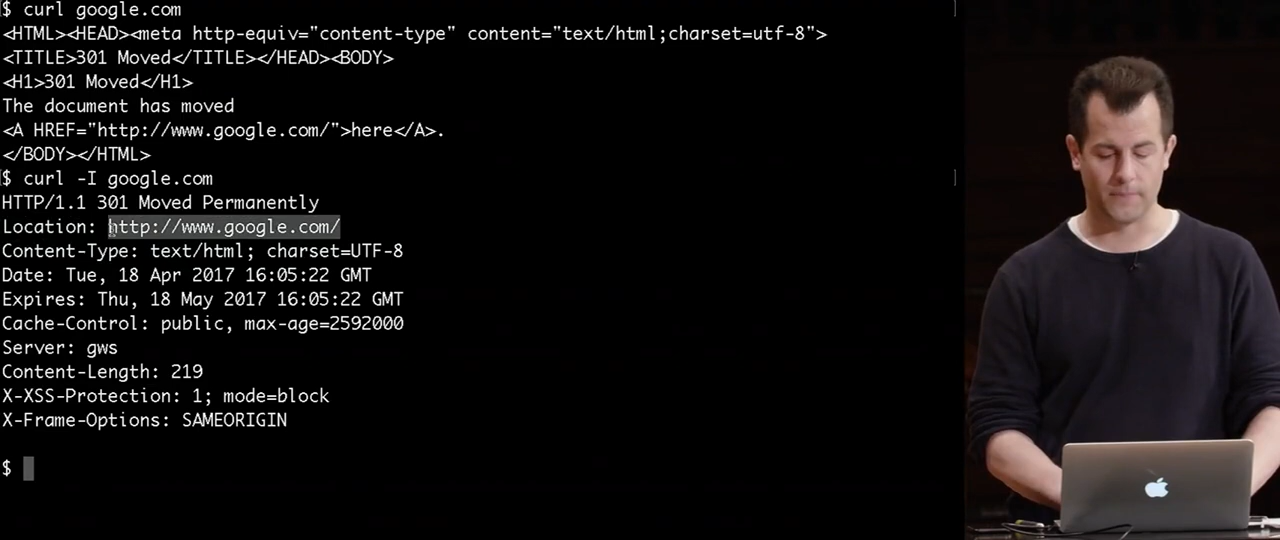 $ curl google.com
<HTML><HEAD><meta http-equiv="content-type" content="text/html;charset=utf-8">
<TITLE>301 Moved</TITLE></HEAD><BODY>
<H1>301 Moved</H1>
The document has moved
<A HREF="http://www.google.com/">here</A>.
</BODY></HTML>
$ curl -I google.com
HTTP/1.1 301 Moved Permanently
Location: http://www.google.com/
Content-Type: text/html; charset=UTF-8
Date: Tue, 18 Apr 2017 16:05:22 GMT
Expires: Thu, 18 May 2017 16:05:22 GMT
Cache-Control: public, max-age=2592000
Server: gws
Content-Length: 219
X-XSS-Protection: 1; mode=block
X-Frame-Options: SAMEORIGIN
$